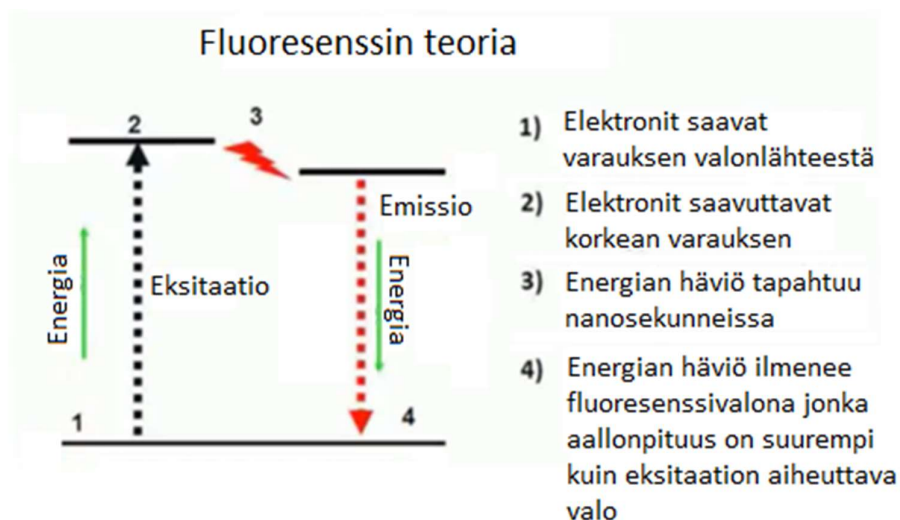 Fluoresenssin teoria
2
3
Emissio
Energia
Eksitaatio
Energia
1
4
1) Elektronit saavat
varauksen valonlähteestä
2) Elektronit saavuttavat
korkean varauksen
3) Energian häviö tapahtuu
nanosekunneissa
4) Energian häviö ilmenee
fluoresenssivalona jonka
aallonpituus on suurempi
kuin eksitaation aiheuttava
valo